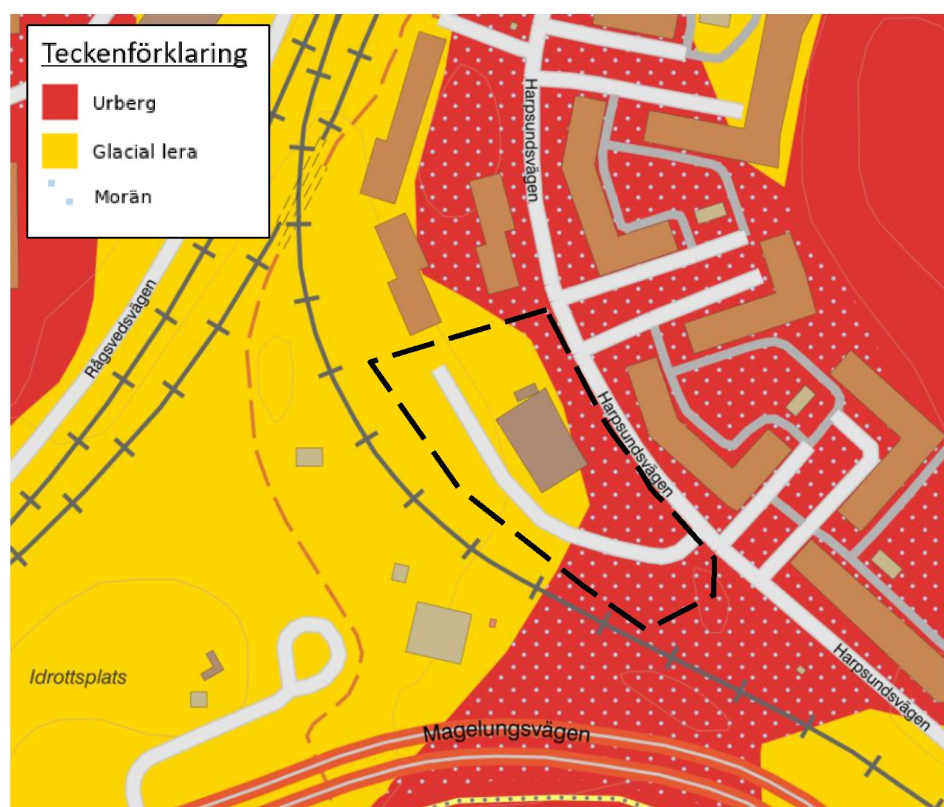 Teckenförklaring
Urberg
Glacial lera
Morän
Harpsundsvägen
Rågsvedsvägen
Harpsundsvägen
Idrottsplats
Harpsundsvägen
Magelungsvägen